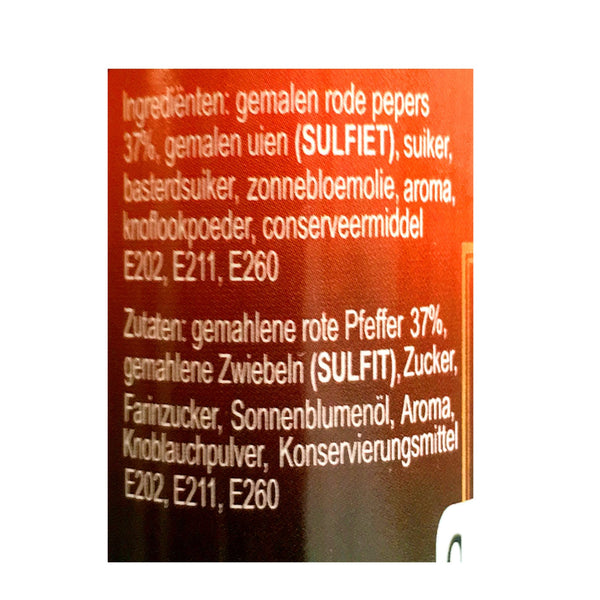 Ingrediënten: gemalen rode pepers
37%, gemalen uien (SULFIET), suiker,
basterdsuiker, zonnebloemolie, aroma,
knoflookpoeder, conserveermiddel
E202, E211, E260
Zutaten: gemahlene rote Pfeffer 37%,
gemahlene Zwiebeln (SULFIT), Zucker,
Farinzucker, Sonnenblumenöl, Aroma,
Knoblauchpulver, Konservierungsmittel
E202, E211, E260